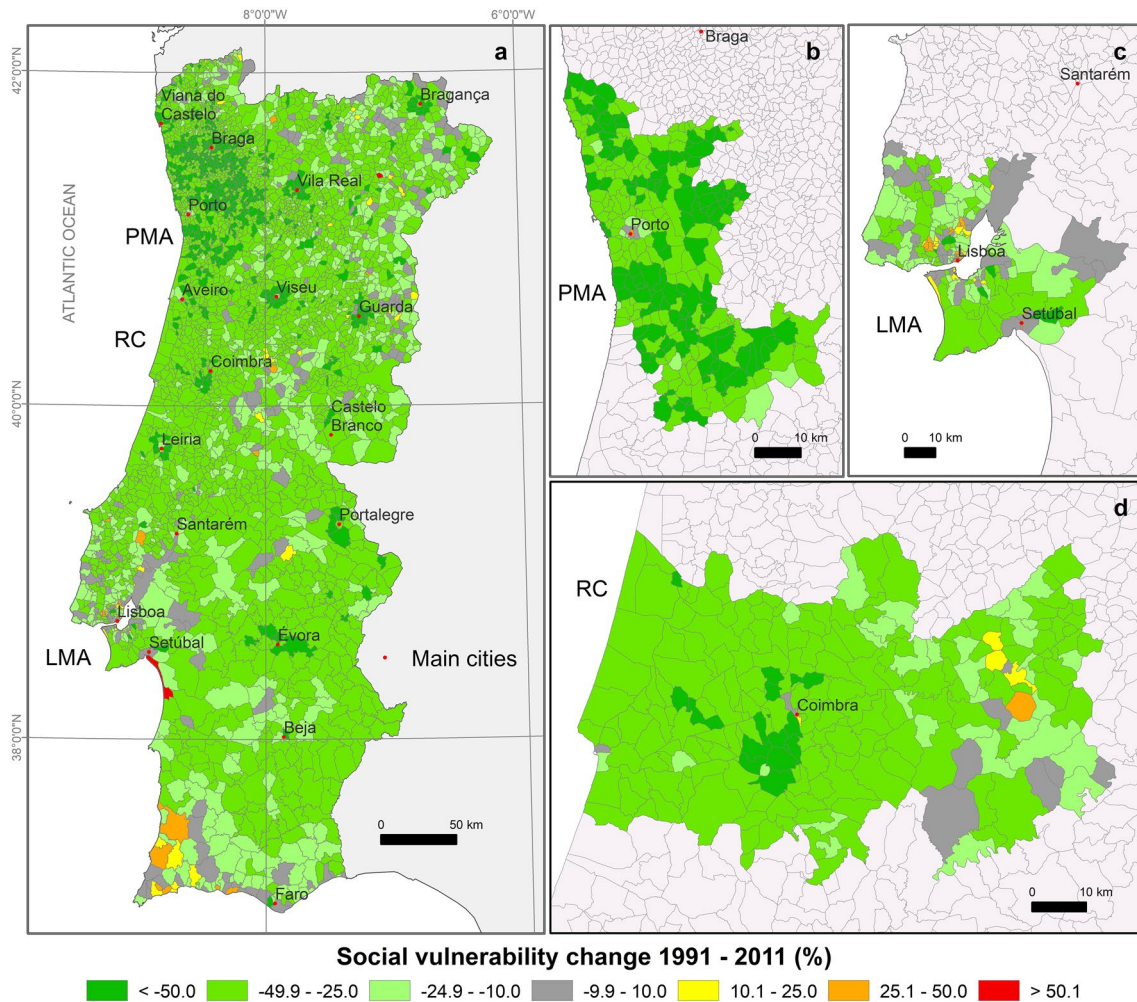 8°0'0"W
6°0'0"W
a
42°0'0"N
Viana do
Castelo
Bragança
Braga
Vila Real
Porto
PMA
ATLANTIC OCEAN
Aveiro
Viseu
Guarda
RC
Coimbra
40°0'0"N
Castelo
Branco
Leiria
Santarém
Portalegre
Lisboa
Setúbal
Évora
LMA
Main cities
38°0'0"N
Beja
0 50 km
Faro
b
Braga
Porto
PMA
0 10 km
c
Santarém
Lisboa
Setúbal
LMA
0 10 km
d
RC
Coimbra
0 10 km
Social vulnerability change 1991 - 2011 (%)
< -50.0 -49.9 - -25.0 -24.9 - -10.0 -9.9 - 10.0 10.1 - 25.0 25.1 - 50.0 > 50.1